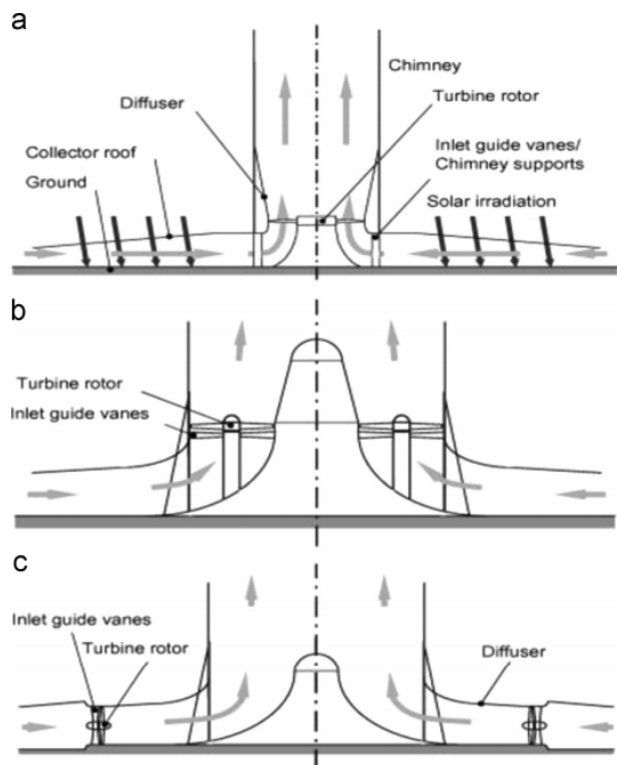 a
Chimney
Diffuser
Turbine rotor
Collector roof
Inlet guide vanes/
Chimney supports
Ground
Solar irradiation
b
Turbine rotor
Inlet guide vanes
c
Inlet guide vanes
Turbine rotor
Diffuser